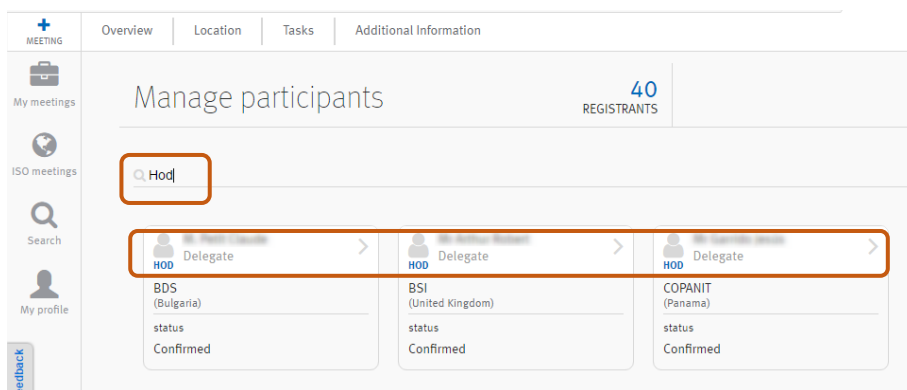 +
MEETING
Overview
Location
Tasks
Additional Information
My meetings
ISO meetings
Search
My profile
edback
Manage participants
40
REGISTRANTS
Hod
HOD
Delegate
BDS
(Bulgaria)
status
Confirmed
HOD
Delegate
BSI
(United Kingdom)
status
Confirmed
HOD
Delegate
COPANIT
(Panama)
status
Confirmed